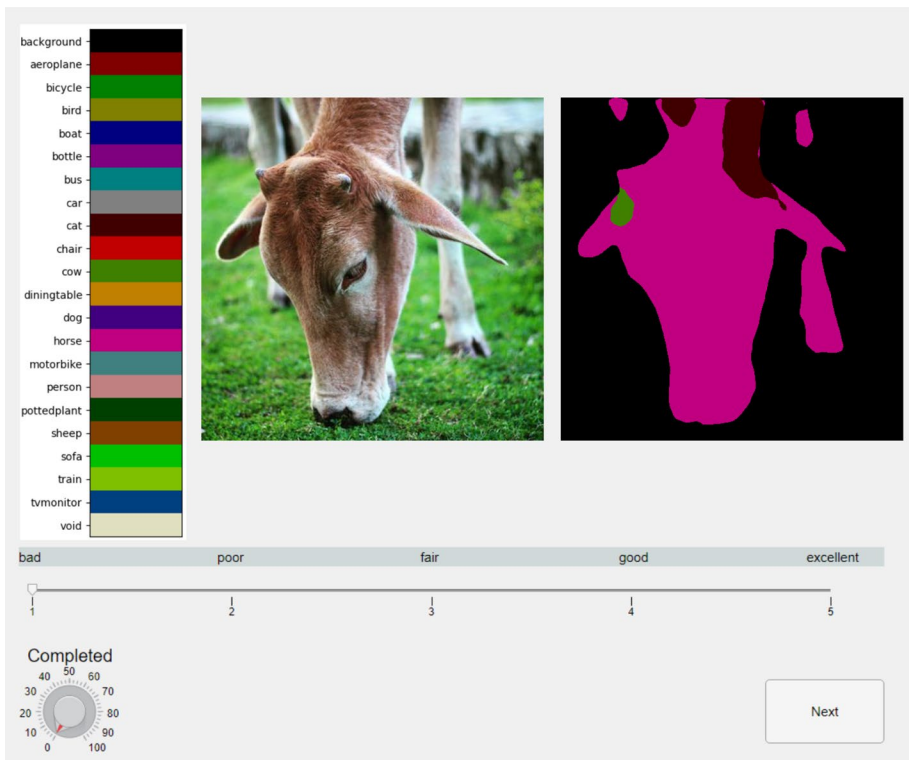 background
aeroplane
bicycle
bird
boat
bottle
bus
car
cat
chair
cow
diningtable
dog
horse
motorbike
person
pottedplant
sheep
sofa
train
tvmonitor
void
bad poor fair good excellent
1 2 3 4 5
Completed
0 10 20 30 40 50 60 70 80 90 100
Next